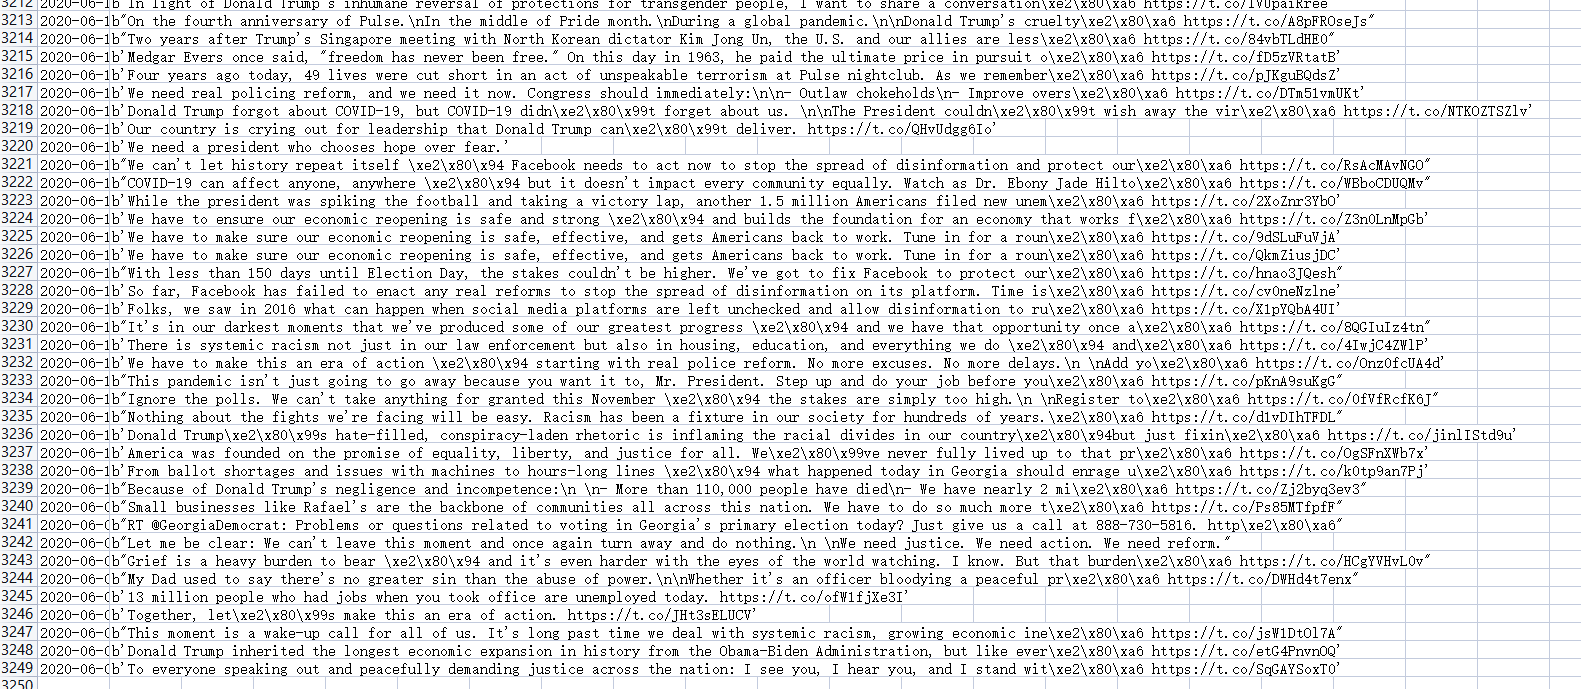 3212 2020-06-1b"In light of Donald Trump's inhumane reversal of protections for transgender people, I want to share a conversation\xe2\x80\xa6
3213 2020-06-1b"On the fourth anniversary of Pulse.\nIn the middle of Pride month.\nDuring a global pandemic.\n\nDonald Trump's cruelty\xe2\x80\xa6 https://t.co/A8pFROseJs"
3214 2020-06-1b"Two years after Trump's Singapore meeting with North Korean dictator Kim Jong Un, the U.S. and our allies are less\xe2\x80\xa6 https://t.co/84vbTLdHE0"
3215 2020-06-1b'Medgar Evers once said, "freedom has never been free." On this day in 1963, he paid the ultimate price in pursuit o\xe2\x80\xa6 https://t.co/fD5zVRtatB'
3216 2020-06-1b'Four years ago today, 49 lives were cut short in an act of unspeakable terrorism at Pulse nightclub. As we remember\xe2\x80\xa6 https://t.co/pJKguBQdsZ'
3217 2020-06-1b'We need real policing reform, and we need it now. Congress should immediately:\n\n- Outlaw chokeholds\n- Improve overs\xe2\x80\xa6 https://t.co/DTm51vmUKt'
3218 2020-06-1b'Donald Trump forgot about COVID-19, but COVID-19 didn\xe2\x80\x99t forget about us. \n\nThe President couldn\xe2\x80\x99t wish away the vir\xe2\x80\xa6 https://t.co/NTKOZTSZlv'
3219 2020-06-1b'Our country is crying out for leadership that Donald Trump can\xe2\x80\x99t deliver. https://t.co/QHvUdgg6Io'
3220 2020-06-1b'We need a president who chooses hope over fear.'
3221 2020-06-1b"We can't let history repeat itself \xe2\x80\x94 Facebook needs to act now to stop the spread of disinformation and protect our\xe2\x80\xa6 https://t.co/RsAcMAvNGO"
3222 2020-06-1b"COVID-19 can affect anyone, anywhere \xe2\x80\x94 but it doesn't impact every community equally. Watch as Dr. Ebony Jade Hilto\xe2\x80\xa6 https://t.co/WBboCDUQMv"
3223 2020-06-1b'While the president was spiking the football and taking a victory lap, another 1.5 million Americans filed new unem\xe2\x80\xa6 https://t.co/2XoZnr3YbO'
3224 2020-06-1b'We have to ensure our economic reopening is safe and strong \xe2\x80\x94 and builds the foundation for an economy that works f\xe2\x80\xa6 https://t.co/Z3n0LnMpGb'
3225 2020-06-1b'We have to make sure our economic reopening is safe, effective, and gets Americans back to work. Tune in for a roun\xe2\x80\xa6 https://t.co/9dSLuFuVjA'
3226 2020-06-1b'We have to make sure our economic reopening is safe, effective, and gets Americans back to work. Tune in for a roun\xe2\x80\xa6 https://t.co/QkmZiusjDC'
3227 2020-06-1b"With less than 150 days until Election Day, the stakes couldn't be higher. We've got to fix Facebook to protect our\xe2\x80\xa6 https://t.co/hnao3JQesh"
3228 2020-06-1b'So far, Facebook has failed to enact any real reforms to stop the spread of disinformation on its platform. Time is\xe2\x80\xa6 https://t.co/cv0neNzlne'
3229 2020-06-1b'Folks, we saw in 2016 what can happen when social media platforms are left unchecked and allow disinformation to ru\xe2\x80\xa6 https://t.co/X1pYQbA4UI'
3230 2020-06-1b"It's in our darkest moments that we've produced some of our greatest progress \xe2\x80\x94 and we have that opportunity once a\xe2\x80\xa6 https://t.co/8QGIuIz4tn"
3231 2020-06-1b'There is systemic racism not just in our law enforcement but also in housing, education, and everything we do \xe2\x80\x94 and\xe2\x80\xa6 https://t.co/4IwjC4ZWlP'
3232 2020-06-1b'We have to make this an era of action \xe2\x80\x94 starting with real police reform. No more excuses. No more delays.\n \nAdd yo\xe2\x80\xa6 https://t.co/Onz0fcUA4d'
3233 2020-06-1b"This pandemic isn't just going to go away because you want it to, Mr. President. Step up and do your job before you\xe2\x80\xa6 https://t.co/pKnA9suKgG"
3234 2020-06-1b"Ignore the polls. We can't take anything for granted this November \xe2\x80\x94 the stakes are simply too high.\n \nRegister to\xe2\x80\xa6 https://t.co/0fVfRcfK6J"
3235 2020-06-1b"Nothing about the fights we're facing will be easy. Racism has been a fixture in our society for hundreds of years.\xe2\x80\xa6 https://t.co/d1vDIhTFDL"
3236 2020-06-1b'Donald Trump\xe2\x80\x99s hate-filled, conspiracy-laden rhetoric is inflaming the racial divides in our country\xe2\x80\x94but just fixin\xe2\x80\xa6 https://t.co/jinlIStd9u'
3237 2020-06-1b'America was founded on the promise of equality, liberty, and justice for all. We\xe2\x80\x99ve never fully lived up to that pr\xe2\x80\xa6 https://t.co/OgSFnXWb7x'
3238 2020-06-1b'From ballot shortages and issues with machines to hours-long lines \xe2\x80\x94 what happened today in Georgia should enrage u\xe2\x80\xa6 https://t.co/k0tp9an7Pj'
3239 2020-06-1b"Because of Donald Trump's negligence and incompetence:\n \n- More than 110,000 people have died\n- We have nearly 2 mi\xe2\x80\xa6 https://t.co/Zj2byq3ev3"
3240 2020-06-0b"Small businesses like Rafael's are the backbone of communities all across this nation. We have to do so much more t\xe2\x80\xa6 https://t.co/Ps85MTfpfF"
3241 2020-06-0b"RT @GeorgiaDemocrat: Problems or questions related to voting in Georgia's primary election today? Just give us a call at 888-730-5816. http\xe2\x80\xa6"
3242 2020-06-0b"Let me be clear: We can't leave this moment and once again turn away and do nothing.\n \nWe need justice. We need action. We need reform."
3243 2020-06-0b"Grief is a heavy burden to bear \xe2\x80\x94 and it's even harder with the eyes of the world watching. I know. But that burden\xe2\x80\xa6 https://t.co/HCgYVHvL0v"
3244 2020-06-0b"My Dad used to say there's no greater sin than the abuse of power.\n\nWhether it's an officer bloodying a peaceful pr\xe2\x80\xa6 https://t.co/DWHd4t7enx"
3245 2020-06-0b'13 million people who had jobs when you took office are unemployed today. https://t.co/ofW1fjXe3I'
3246 2020-06-0b'Together, let\xe2\x80\x99s make this an era of action. https://t.co/JHt3sELUCV'
3247 2020-06-0b"This moment is a wake-up call for all of us. It's long past time we deal with systemic racism, growing economic ine\xe2\x80\xa6 https://t.co/jsW1DtOl7A"
3248 2020-06-0b'Donald Trump inherited the longest economic expansion in history from the Obama-Biden Administration, but like ever\xe2\x80\xa6 https://t.co/etG4PnvnOQ'
3249 2020-06-0b'To everyone speaking out and peacefully demanding justice across the nation: I see you, I hear you, and I stand wit\xe2\x80\xa6 https://t.co/SqGAYSoxT0'
3250